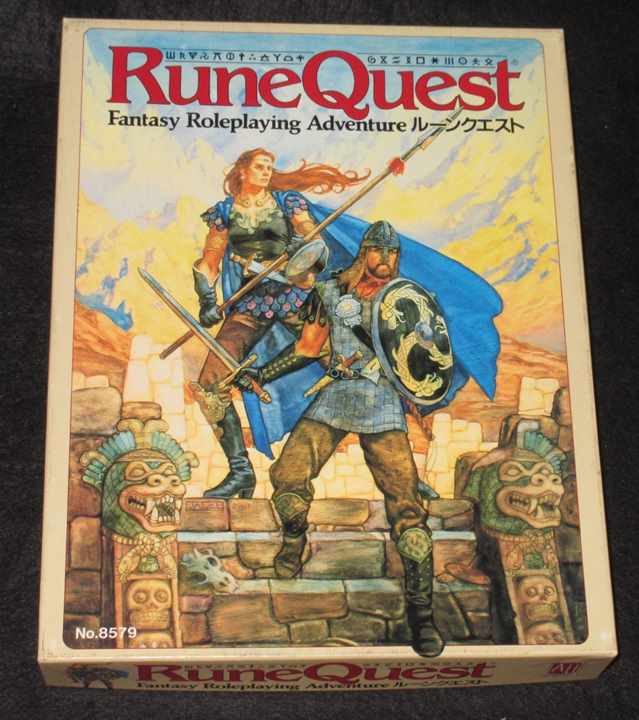 RuneQuest
Fantasy Roleplaying Adventure ルーンクエスト
No.8579
RuneQuest
Fantasy Roleplaying Adventure ルーンクエスト
AH